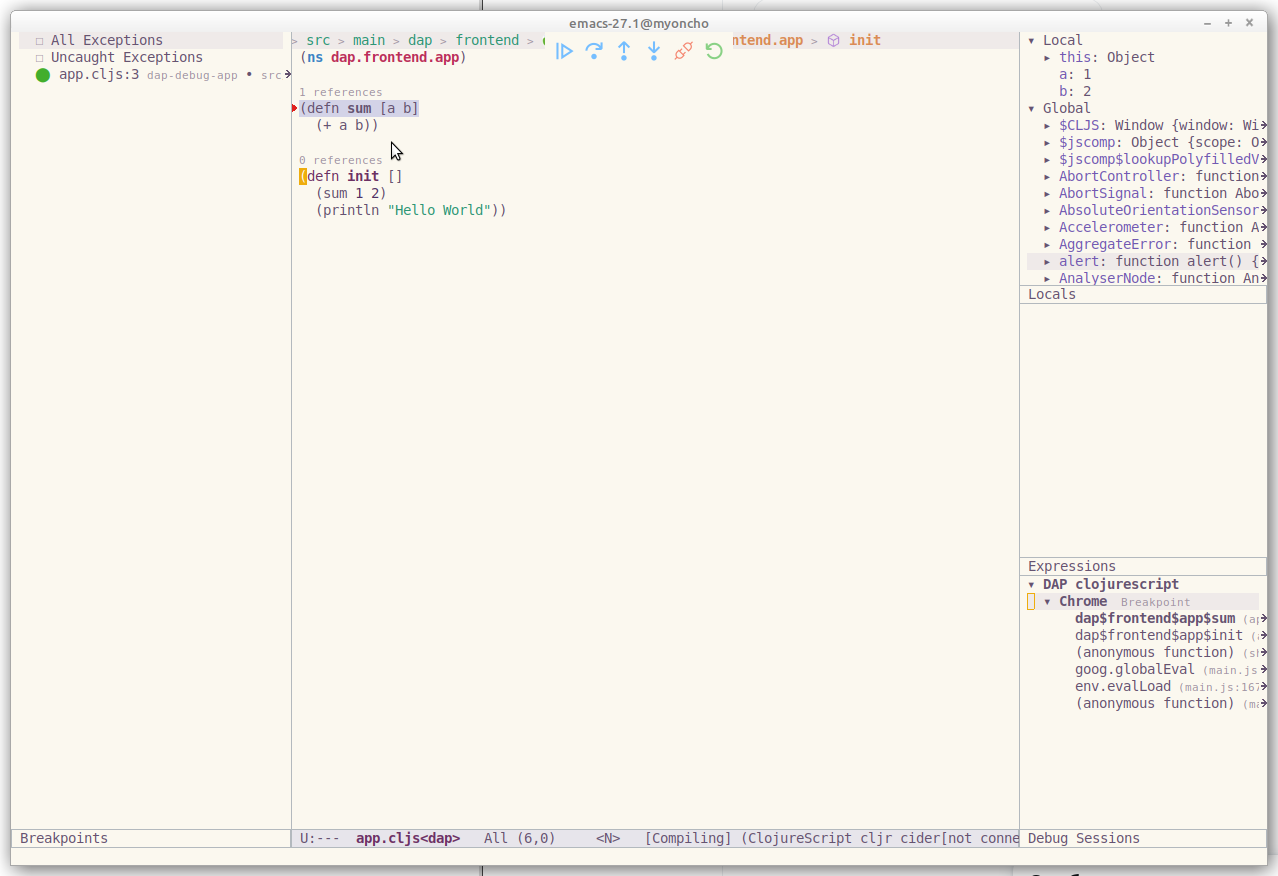 emacs-27.1@myoncho
All Exceptions
Uncaught Exceptions
app.cljs:3 dap-debug-app • src
> src > main > dap > frontend > ntend.app > init
(ns dap.frontend.app)
1 references
(defn sum [a b]
(+ a b))
0 references
(defn init []
(sum 1 2)
(println "Hello World"))
Local
this: Object
a: 1
b: 2
Global
$CLJS: Window {window: Wi
$jscomp: Object {scope: O
$jscomp$lookupPolyfilledV
AbortController: function
AbortSignal: function Abo
AbsoluteOrientationSensor
Accelerometer: function A
AggregateError: function
alert: function alert() {
AnalyserNode: function An
Locals
Expressions
DAP clojurescript
Chrome Breakpoint
dap$frontend$app$sum (ap
dap$frontend$app$init (
(anonymous function) (sh
goog.globalEval (main.js
env.evalLoad (main.js:167
(anonymous function) (ma
Breakpoints
U:--- app.cljs<dap> All (6,0) <N> [Compiling] (ClojureScript cljr cider[not conne
Debug Sessions